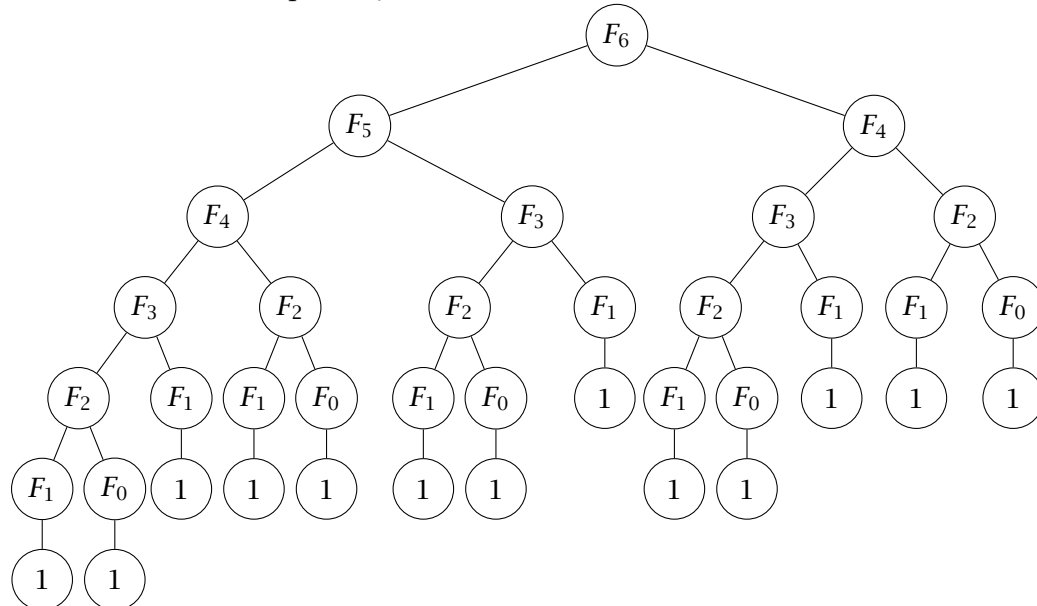 F₆
F₅ F₄
F₄ F₃ F₃ F₂
F₃ F₂ F₂ F₁ F₂ F₁ F₁ F₀
F₂ F₁ F₁ F₀ F₁ F₀ 1 F₁ F₀ 1 1 1
F₁ F₀ 1 1 1 1 1 1 1
1 1